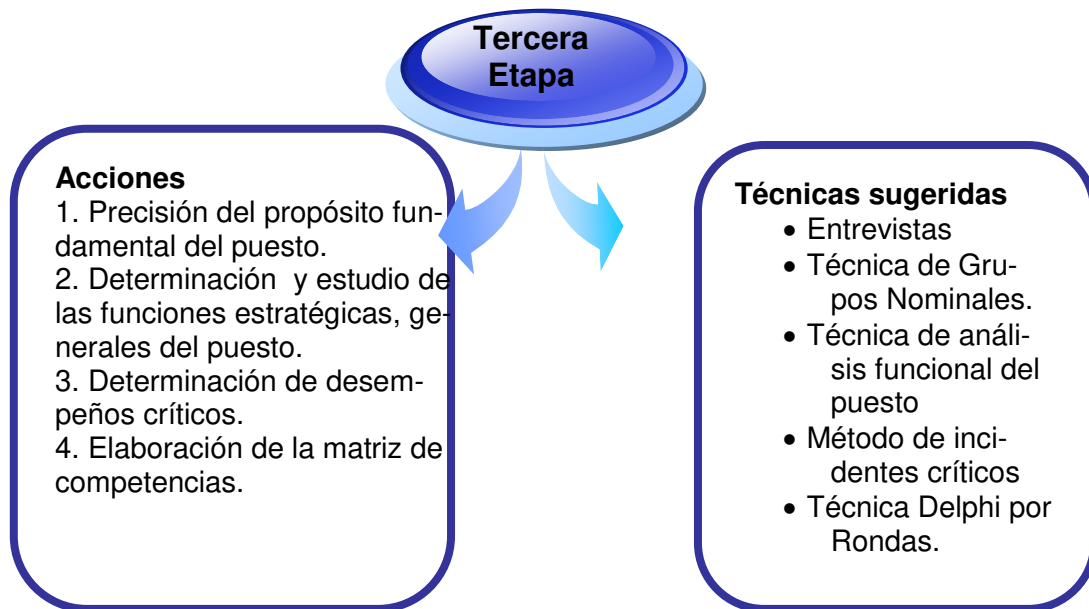 Tercera
Etapa
Acciones
1. Precisión del propósito fun-
damental del puesto.
2. Determinación  y estudio de
las funciones estratégicas, ge-
nerales del puesto.
3. Determinación de desem-
peños críticos.
4. Elaboración de la matriz de
competencias.
Técnicas sugeridas
• Entrevistas
• Técnica de Gru-
pos Nominales.
• Técnica de análi-
sis funcional del
puesto
• Método de inci-
dentes críticos
• Técnica Delphi por
Rondas.